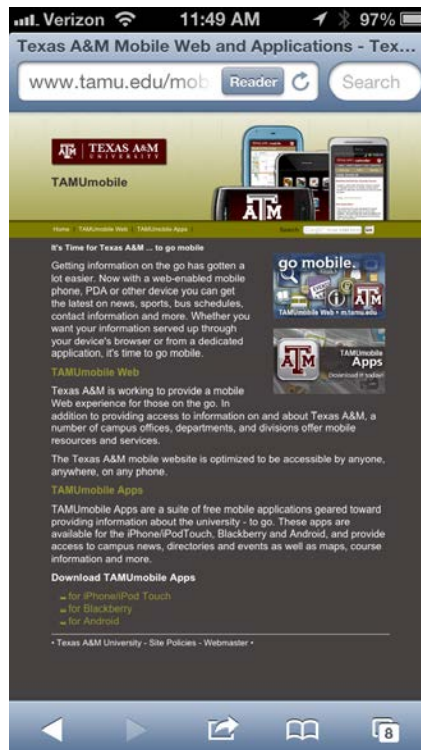 Verizon 11:49 AM 97%
Texas A&M Mobile Web and Applications - Tex...
www.tamu.edu/mob Reader Search
ĀM TEXAS A&M
UNIVERSITY
TAMUmobile
Home TAMUmobile Web TAMUmobile Apps Search
It's Time for Texas A&M ... to go mobile
Getting information on the go has gotten a
lot easier. Now with a web-enabled mobile
phone, PDA or other device you can get
the latest on news, sports, bus schedules,
contact information and more. Whether you
want your information served up through
your device's browser or from a dedicated
application, it's time to go mobile.
go mobile.
TAMUmobile Web • m.tamu.edu
TAMUmobile
Apps
Download it today!
TAMUmobile Web
Texas A&M is working to provide a mobile
Web experience for those on the go. In
addition to providing access to information on and about Texas A&M, a
number of campus offices, departments, and divisions offer mobile
resources and services.
The Texas A&M mobile website is optimized to be accessible by anyone,
anywhere, on any phone.
TAMUmobile Apps
TAMUmobile Apps are a suite of free mobile applications geared toward
providing information about the university - to go. These apps are
available for the iPhone/iPodTouch, Blackberry and Android, and provide
access to campus news, directories and events as well as maps, course
information and more.
Download TAMUmobile Apps
for iPhone/iPod Touch
for Blackberry
for Android
• Texas A&M University - Site Policies - Webmaster •
8